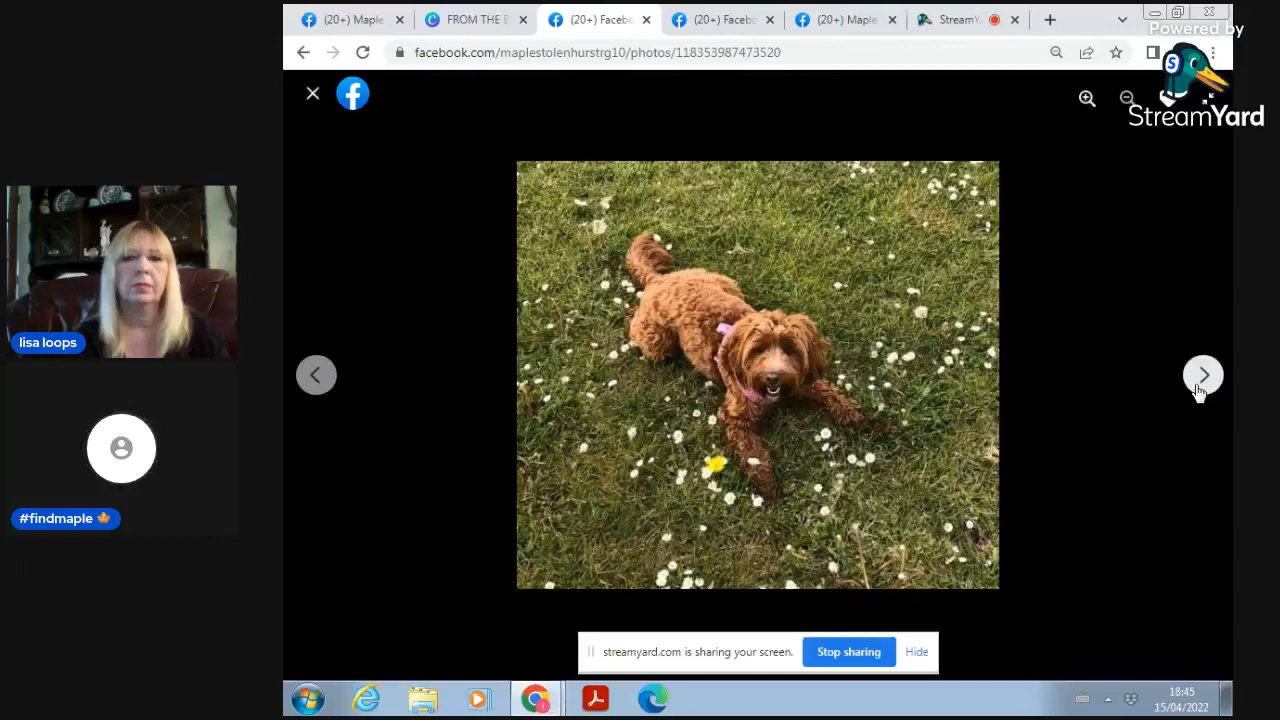 (20+) Maple
FROM THE E
(20+) Facebo
(20+) Facebo
(20+) Maple
StreamY
Powered by
facebook.com/maplestolenhurstrg10/photos/118353987473520
StreamYard
lisa loops
#findmaple
streamyard.com is sharing your screen.
Stop sharing
Hide
18:45
15/04/2022